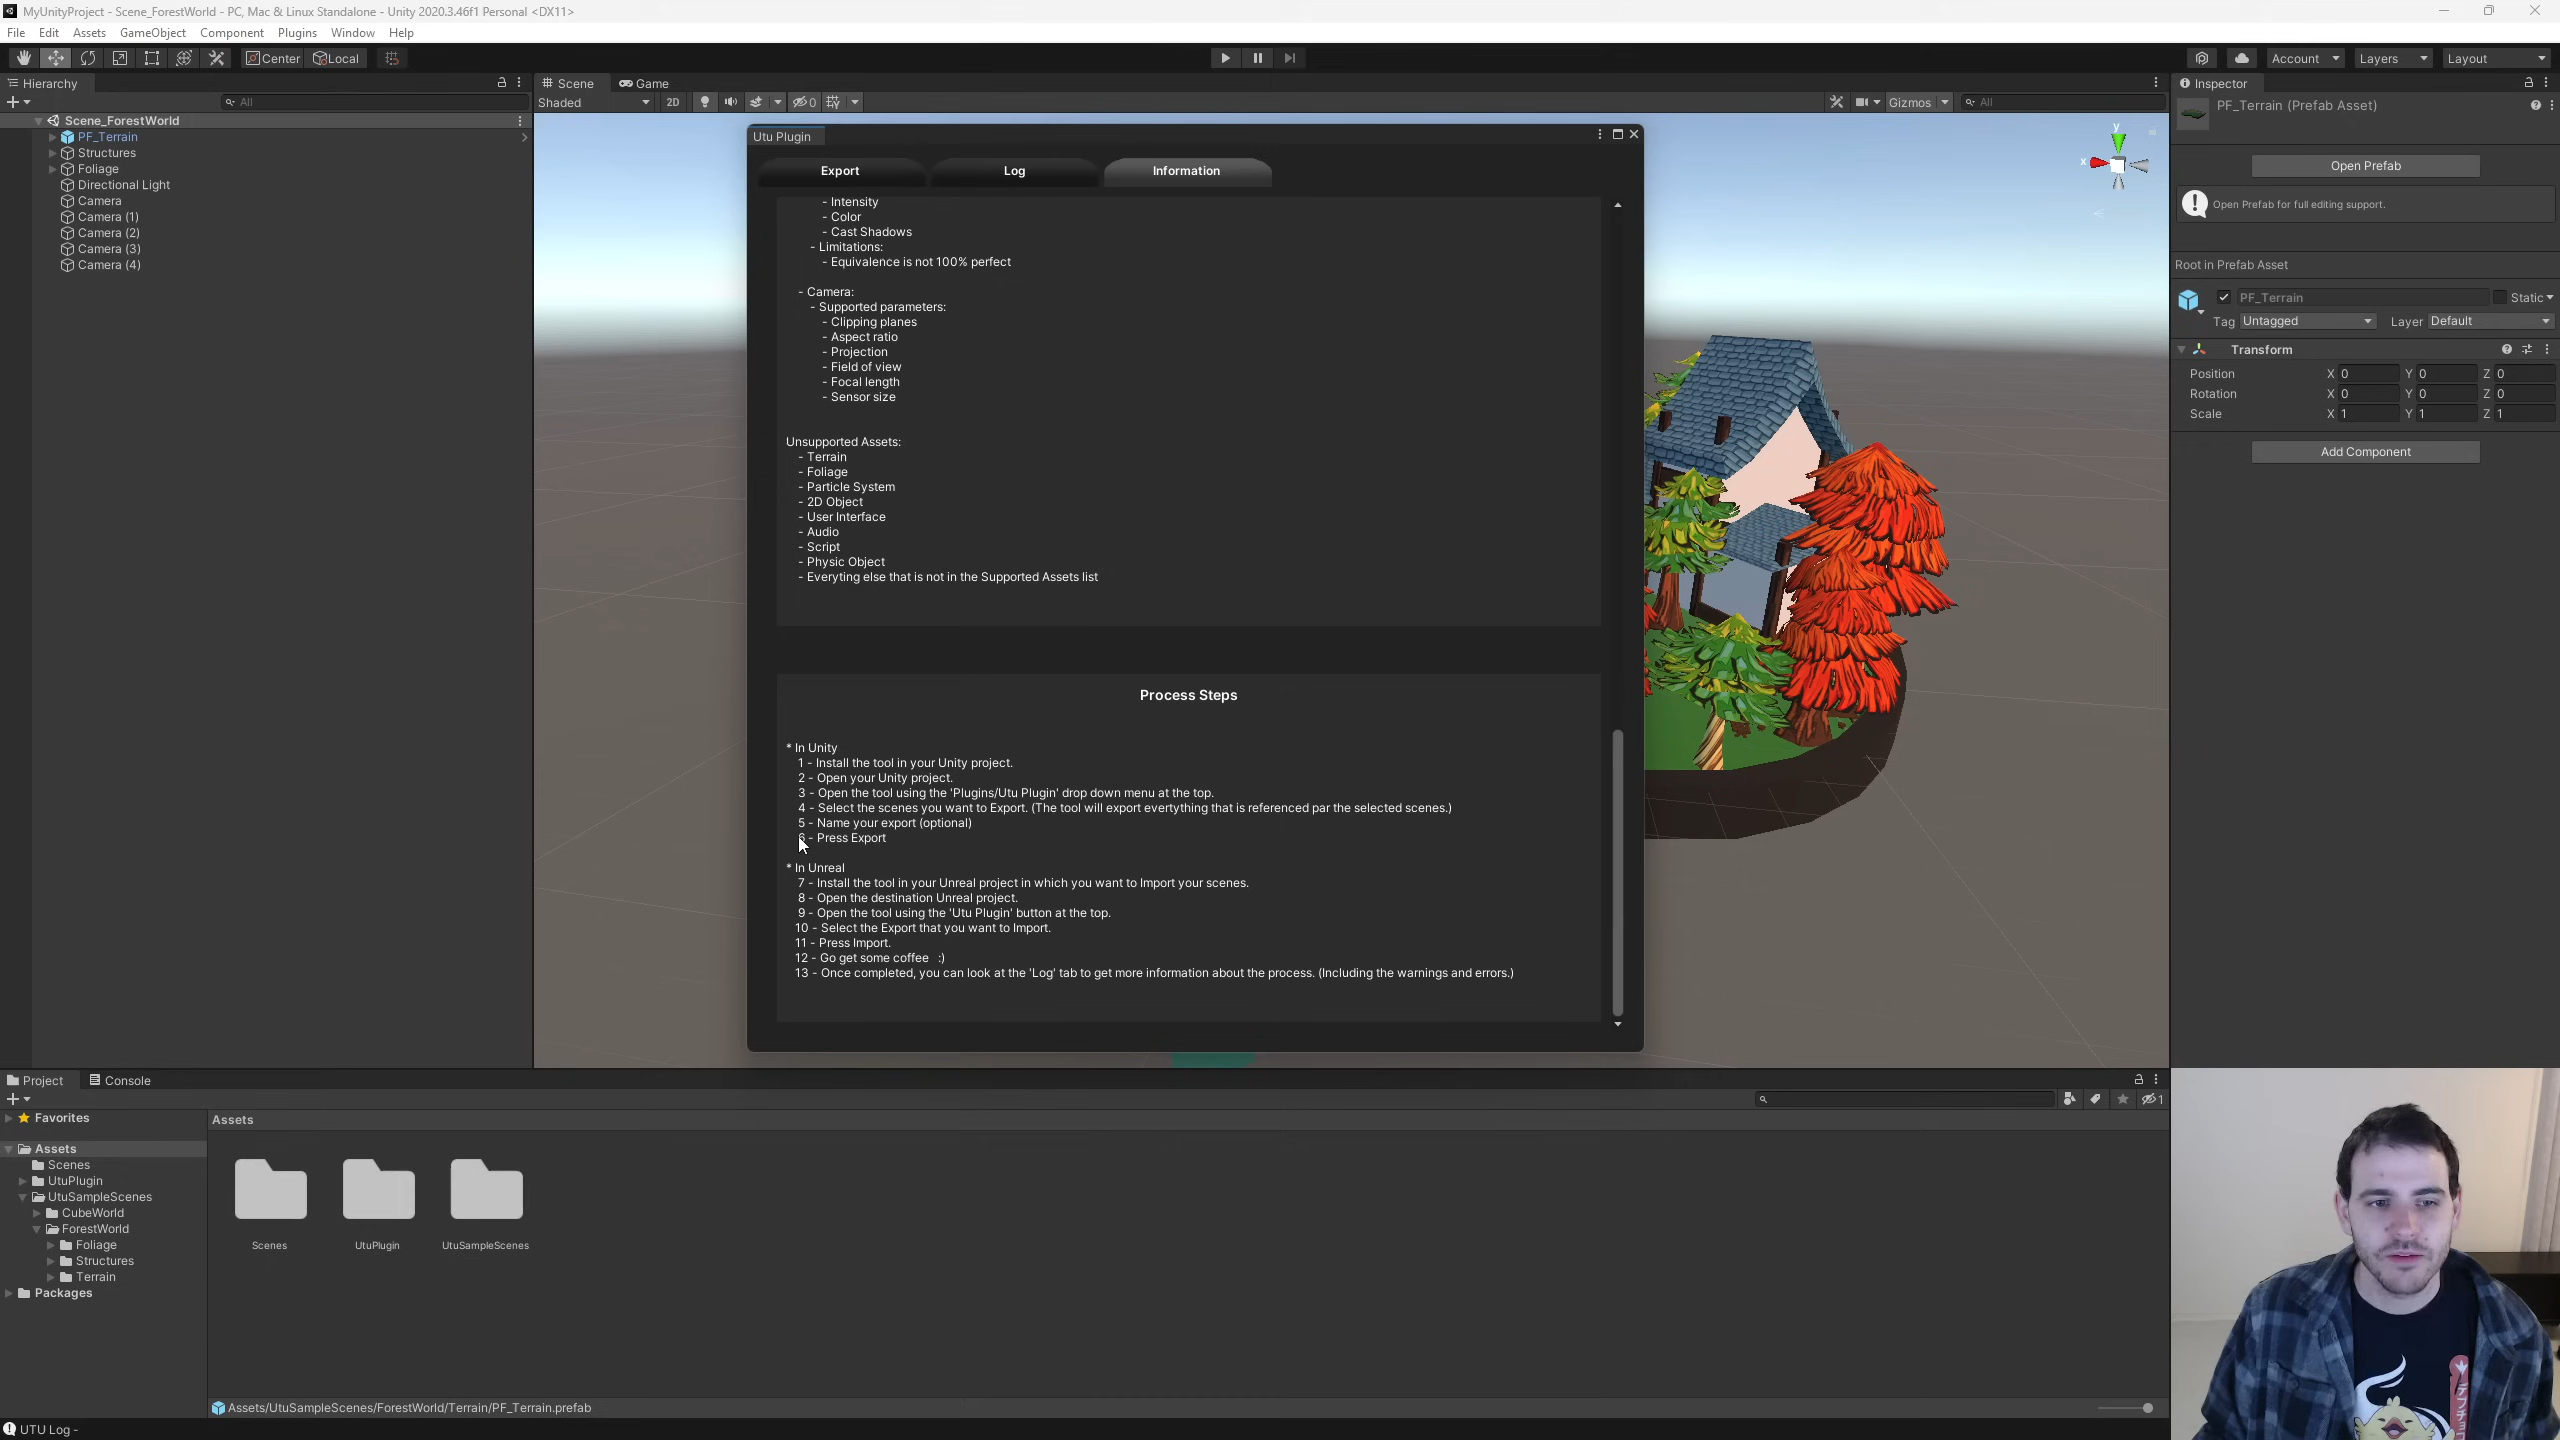 MyUnityProject - Scene_ForestWorld - PC, Mac & Linux Standalone - Unity 2020.3.46f1 Personal <DX11>
File Edit Assets GameObject Component Plugins Window Help
Center Local
Account Layers Layout
Hierarchy
All
Scene_ForestWorld
PF_Terrain
Structures
Foliage
Directional Light
Camera
Camera (1)
Camera (2)
Camera (3)
Camera (4)
Scene Game
Shaded 2D 0 Gizmos All
y
x
Utu Plugin
Export Log Information
- Intensity
- Color
- Cast Shadows
- Limitations:
- Equivalence is not 100% perfect
- Camera:
- Supported parameters:
- Clipping planes
- Aspect ratio
- Projection
- Field of view
- Focal length
- Sensor size
Unsupported Assets:
- Terrain
- Foliage
- Particle System
- 2D Object
- User Interface
- Audio
- Script
- Physic Object
- Everyting else that is not in the Supported Assets list
Process Steps
* In Unity
1 - Install the tool in your Unity project.
2 - Open your Unity project.
3 - Open the tool using the 'Plugins/Utu Plugin' drop down menu at the top.
4 - Select the scenes you want to Export. (The tool will export evertything that is referenced par the selected scenes.)
5 - Name your export (optional)
6 - Press Export
* In Unreal
7 - Install the tool in your Unreal project in which you want to Import your scenes.
8 - Open the destination Unreal project.
9 - Open the tool using the 'Utu Plugin' button at the top.
10 - Select the Export that you want to Import.
11 - Press Import.
12 - Go get some coffee :)
13 - Once completed, you can look at the 'Log' tab to get more information about the process. (Including the warnings and errors.)
Inspector
PF_Terrain (Prefab Asset)
Open Prefab
Open Prefab for full editing support.
Root in Prefab Asset
PF_Terrain Static
Tag Untagged Layer Default
Transform
Position X 0 Y 0 Z 0
Rotation X 0 Y 0 Z 0
Scale X 1 Y 1 Z 1
Add Component
Project Console
1
Favorites
Assets
Scenes
UtuPlugin
UtuSampleScenes
CubeWorld
ForestWorld
Foliage
Structures
Terrain
Packages
Assets
Scenes UtuPlugin UtuSampleScenes
Assets/UtuSampleScenes/ForestWorld/Terrain/PF_Terrain.prefab
UTU Log -